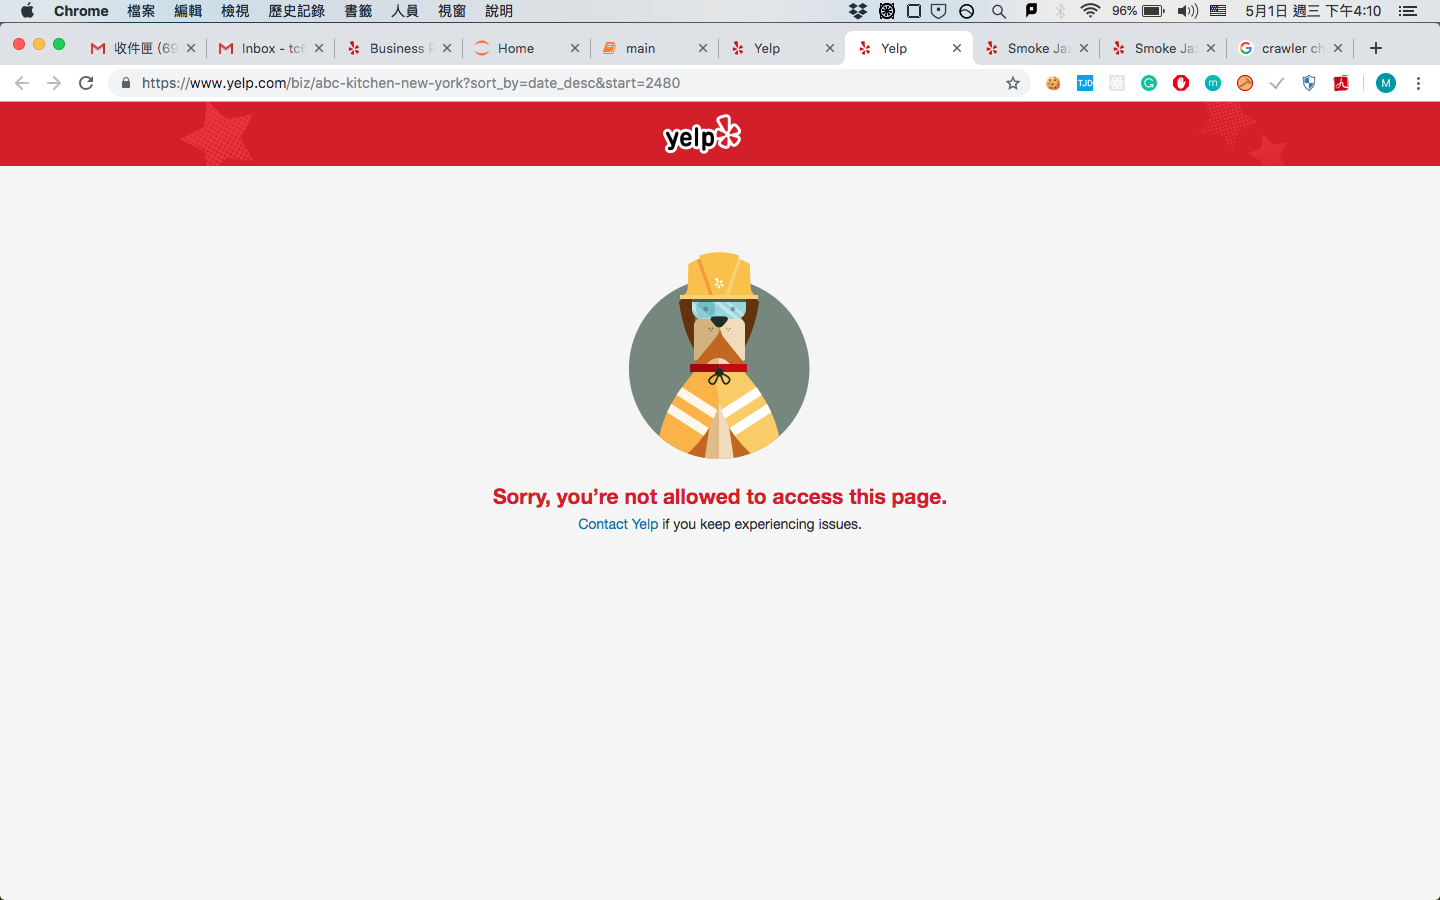 Chrome 檔案 編輯 檢視 歷史記錄 書籤 人員 視窗 說明 96% 5月1日 週三 下午4:10
收件匣 (69 Inbox - tc6 Business Home main Yelp Yelp Smoke Jaz Smoke Jaz crawler ch
https://www.yelp.com/biz/abc-kitchen-new-york?sort_by=date_desc&start=2480 TJD M
yelp
Sorry, you’re not allowed to access this page.
Contact Yelp if you keep experiencing issues.